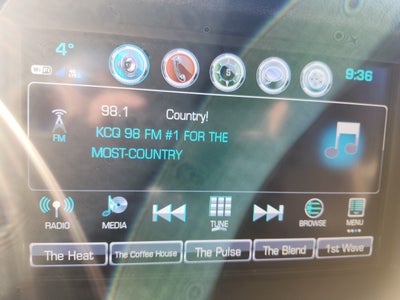 4°
WiFi
9:36
98.1 Country!
FM
KCQ 98 FM #1 FOR THE
MOST-COUNTRY
RADIO MEDIA TUNE BROWSE MENU
The Heat The Coffee House The Pulse The Blend 1st Wave